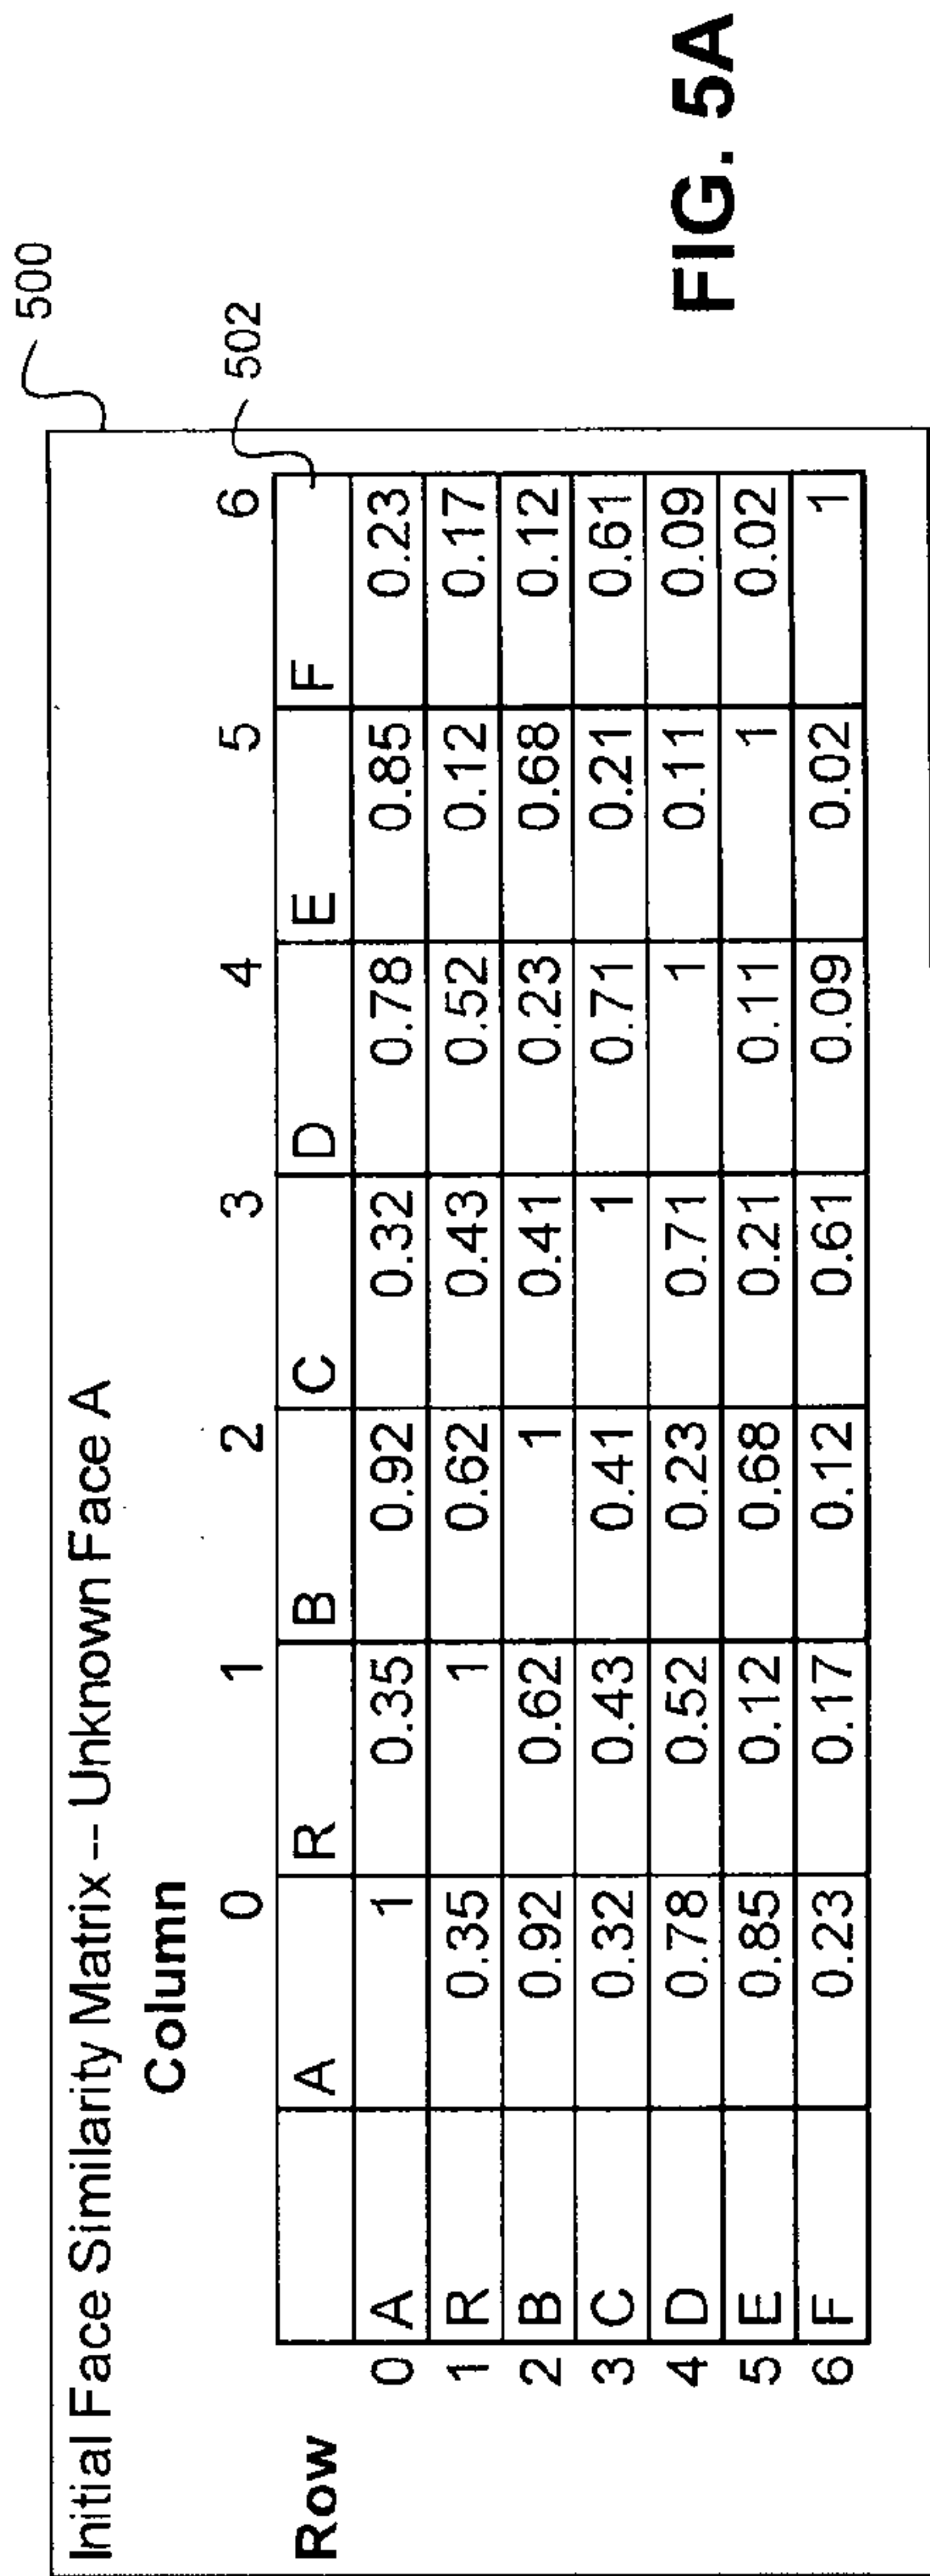 500
Initial Face Similarity Matrix -- Unknown Face A
Column
502
0 1 2 3 4 5 6
Row A R B C D E F
0 A 1 0.35 0.92 0.32 0.78 0.85 0.23
1 R 0.35 1 0.62 0.43 0.52 0.12 0.17
2 B 0.92 0.62 1 0.41 0.23 0.68 0.12
3 C 0.32 0.43 0.41 1 0.71 0.21 0.61
4 D 0.78 0.52 0.23 0.71 1 0.11 0.09
5 E 0.85 0.12 0.68 0.21 0.11 1 0.02
6 F 0.23 0.17 0.12 0.61 0.09 0.02 1
FIG. 5A